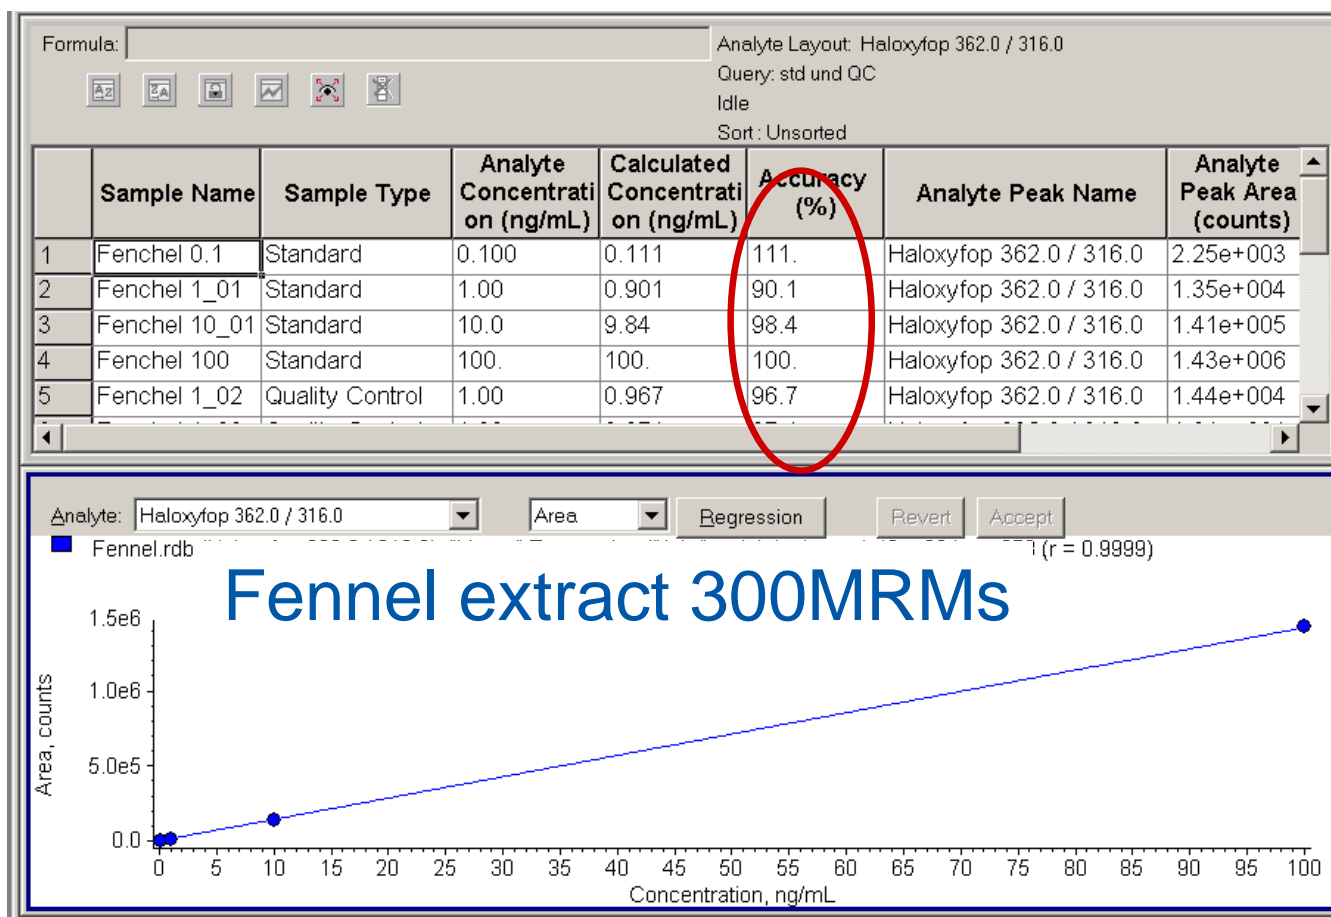 Formula:
Analyte Layout: Haloxyfop 362.0 / 316.0
Query: std und QC
Idle
Sort : Unsorted
Sample Name Sample Type Analyte Concentrati on (ng/mL) Calculated Concentrati on (ng/mL) Accuracy (%) Analyte Peak Name Analyte Peak Area (counts)
1 Fenchel 0.1 Standard 0.100 0.111 111. Haloxyfop 362.0 / 316.0 2.25e+003
2 Fenchel 1_01 Standard 1.00 0.901 90.1 Haloxyfop 362.0 / 316.0 1.35e+004
3 Fenchel 10_01 Standard 10.0 9.84 98.4 Haloxyfop 362.0 / 316.0 1.41e+005
4 Fenchel 100 Standard 100. 100. 100. Haloxyfop 362.0 / 316.0 1.43e+006
5 Fenchel 1_02 Quality Control 1.00 0.967 96.7 Haloxyfop 362.0 / 316.0 1.44e+004
Analyte: Haloxyfop 362.0 / 316.0 Area Regression Revert Accept
Fennel.rdb (r = 0.9999)
Fennel extract 300MRMs
1.5e6
1.0e6
5.0e5
0.0
Area, counts
0 5 10 15 20 25 30 35 40 45 50 55 60 65 70 75 80 85 90 95 100
Concentration, ng/mL